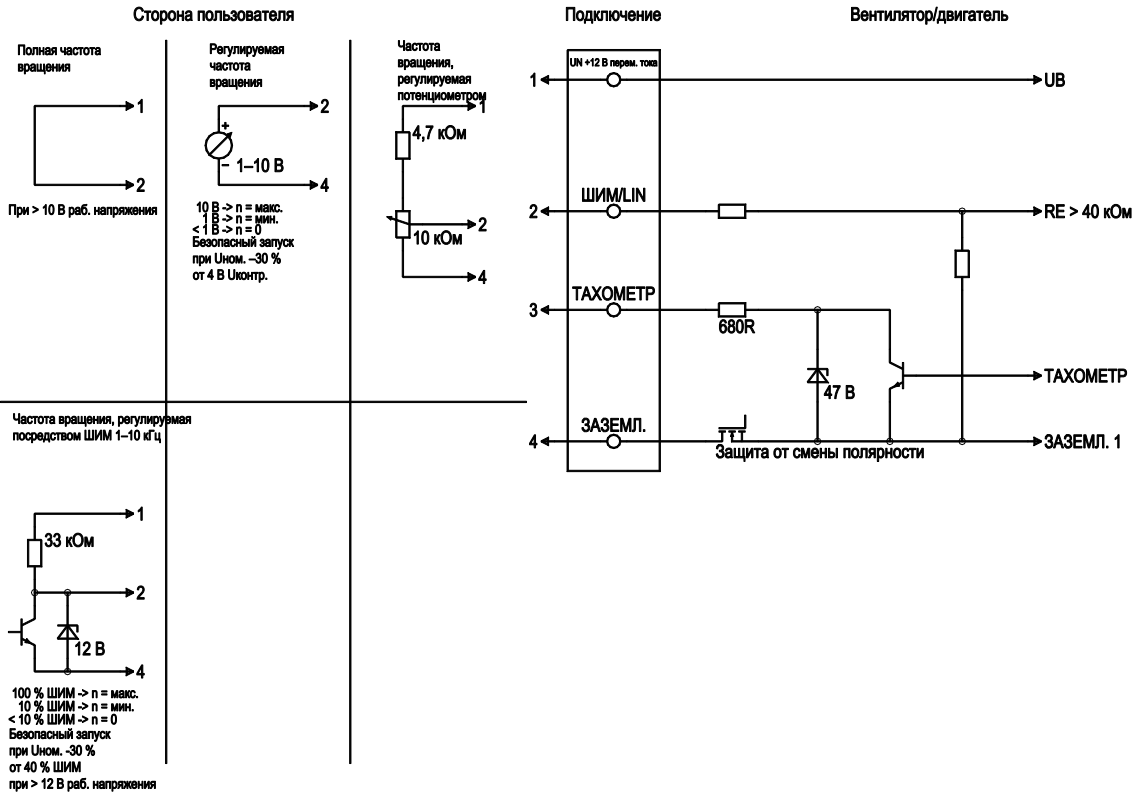 Сторона пользователя
Полная частота
вращения
1
2
При > 10 В раб. напряжения
Регулируемая
частота
вращения
2
+
–
1–10 В
4
10 В -> n = макс.
1 В -> n = мин.
< 1 В -> n = 0
Безопасный запуск
при Uном. –30 %
от 4 В Uконтр.
Частота
вращения,
регулируемая
потенциометром
1
4,7 кОм
2
10 кОм
4
Частота вращения, регулируемая
посредством ШИМ 1–10 кГц
1
33 кОм
2
12 В
4
100 % ШИМ -> n = макс.
10 % ШИМ -> n = мин.
< 10 % ШИМ -> n = 0
Безопасный запуск
при Uном. -30 %
от 40 % ШИМ
при > 12 В раб. напряжения
Подключение
Вентилятор/двигатель
UN +12 В перем. тока
1
UB
ШИМ/LIN
2
RE > 40 кОм
ТАХОМЕТР
3
680R
47 В
ТАХОМЕТР
ЗАЗЕМЛ.
4
ЗАЗЕМЛ. 1
Защита от смены полярности